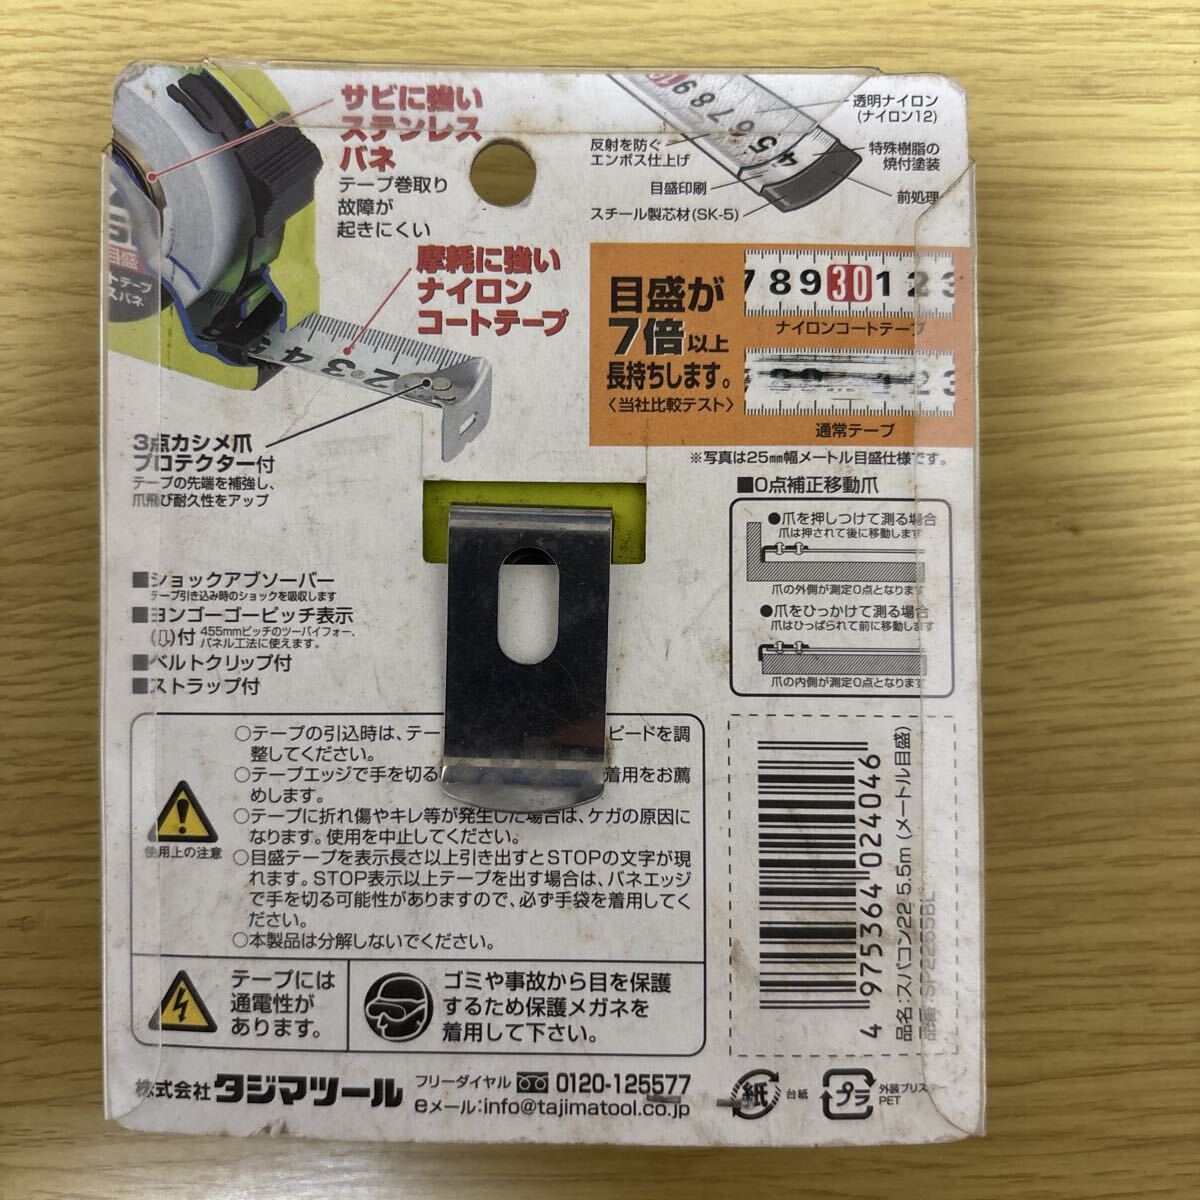 サビに強い
ステンレス
バネ
テープ巻取り
故障が
起きにくい
摩耗に強い
ナイロン
コートテープ
3点カシメ爪
プロテクター付
テープの先端を補強し、
爪飛び耐久性をアップ
透明ナイロン
(ナイロン12)
反射を防ぐ
エンボス仕上げ
特殊樹脂の
焼付塗装
目盛印刷
前処理
スチール製芯材(SK-5)
目盛が
7倍以上
長持ちします。
〈当社比較テスト〉
7 8 9 30 1 2 3
ナイロンコートテープ
通常テープ
※写真は25mm幅メートル目盛仕様です。
■0点補正移動爪
●爪を押しつけて測る場合
爪は押されて後に移動します
爪の外側が測定0点となります
●爪をひっかけて測る場合
爪はひっぱられて前に移動します
爪の内側が測定0点となります
■ショックアブソーバー
テープ引き込み時のショックを吸収します
■ヨンゴーゴーピッチ表示
付 455mmピッチのツーバイフォー、
パネル工法に使えます。
■ベルトクリップ付
■ストラップ付
使用上の注意
○テープの引込時は、テー ピードを調
整してください。
○テープエッジで手を切る 着用をお薦
めします。
○テープに折れ傷やキレ等が発生した場合は、ケガの原因に
なります。使用を中止してください。
○目盛テープを表示長さ以上引き出すとSTOPの文字が現
れます。STOP表示以上テープを出す場合は、バネエッジ
で手を切る可能性がありますので、必ず手袋を着用してく
ださい。
○本製品は分解しないでください。
テープには
通電性が
あります。
ゴミや事故から目を保護
するため保護メガネを
着用して下さい。
4 975364 024046
品名:スパコン22 5.5m (メートル目盛)
品番:SP2255BL
株式会社 タジマツール
フリーダイヤル 0120-125577
eメール:info@tajimatool.co.jp
紙
台紙
プラ
外装ブリスター
PET